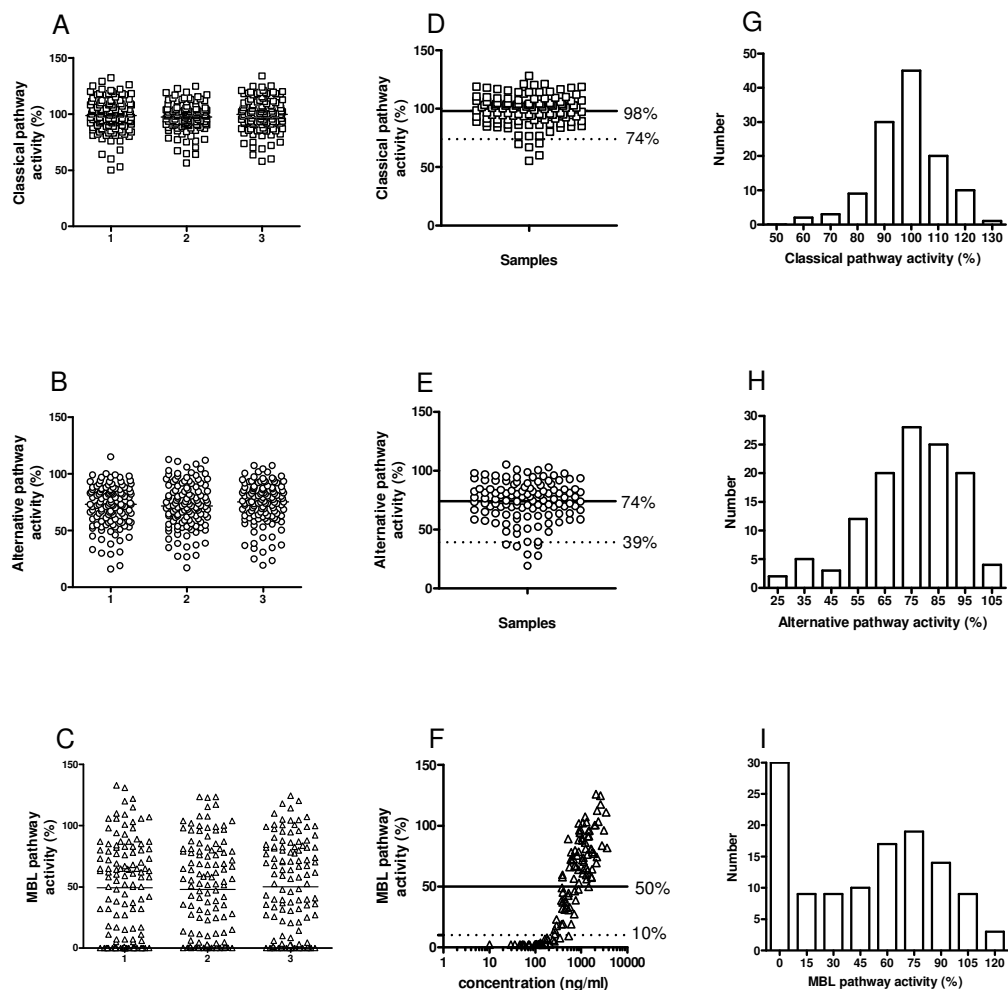 A
Classical pathway
activity (%)
150
100
50
0
1 2 3
D
Classical pathway
activity (%)
150
100
50
0
98%
74%
Samples
G
Number
50
40
30
20
10
0
50 60 70 80 90 100 110 120 130
Classical pathway activity (%)
B
Alternative pathway
activity (%)
150
100
50
0
1 2 3
E
Alternative pathway
activity (%)
150
100
50
0
74%
39%
Samples
H
Number
30
25
20
15
10
5
0
25 35 45 55 65 75 85 95 105
Alternative pathway activity (%)
C
MBL pathway
activity (%)
150
100
50
0
1 2 3
F
MBL pathway
activity (%)
150
100
50
0
50%
10%
1 10 100 1000 10000
concentration (ng/ml)
I
Number
30
25
20
15
10
5
0
0 15 30 45 60 75 90 105 120
MBL pathway activity (%)